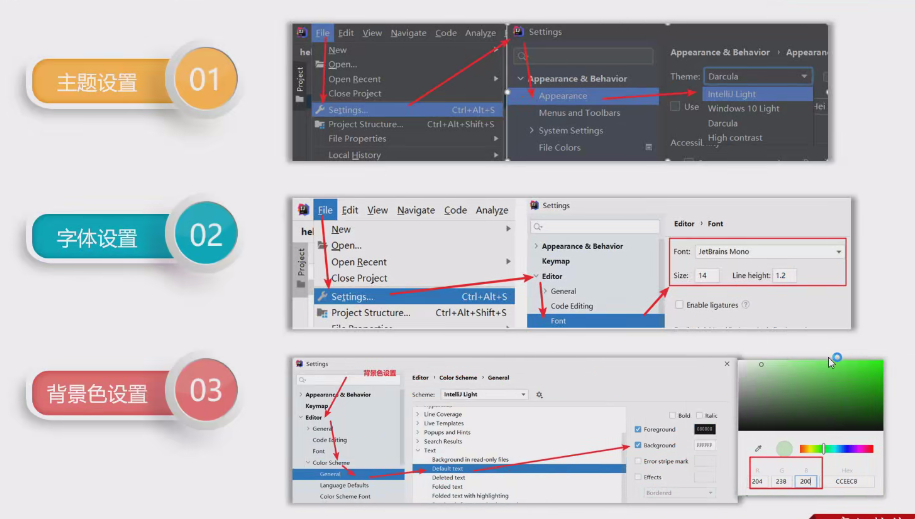 主题设置 01
File Edit View Navigate Code Analyze
New
Open...
Open Recent
Close Project
Settings... Ctrl+Alt+S
Project Structure... Ctrl+Alt+Shift+S
File Properties
Local History
Project
Settings
Appearance & Behavior
Appearance
Menus and Toolbars
System Settings
File Colors
Appearance & Behavior › Appearan
Theme: Darcula
IntelliJ Light
Use
Windows 10 Light
Darcula
High contrast
字体设置 02
File Edit View Navigate Code Analyze
New
Open...
Open Recent
Close Project
Settings... Ctrl+Alt+S
Project Structure... Ctrl+Alt+Shift+S
Project
Settings
Appearance & Behavior
Keymap
Editor
General
Code Editing
Font
Editor › Font
Font: JetBrains Mono
Size: 14 Line height: 1.2
Enable ligatures
背景色设置 03
Settings
背景色设置
Appearance & Behavior
Keymap
Editor
General
Code Editing
Font
Color Scheme
General
Language Defaults
Color Scheme Font
Editor › Color Scheme › General
Scheme: IntelliJ Light
Line Coverage
Live Templates
Popups and Hints
Search Results
Text
Background in read-only files
Default text
Deleted text
Folded text
Folded text with highlighting
Bold Italic
Foreground
Background
Error stripe mark
Effects
Bordered
R G B Hex
204 238 200 CCEEC8